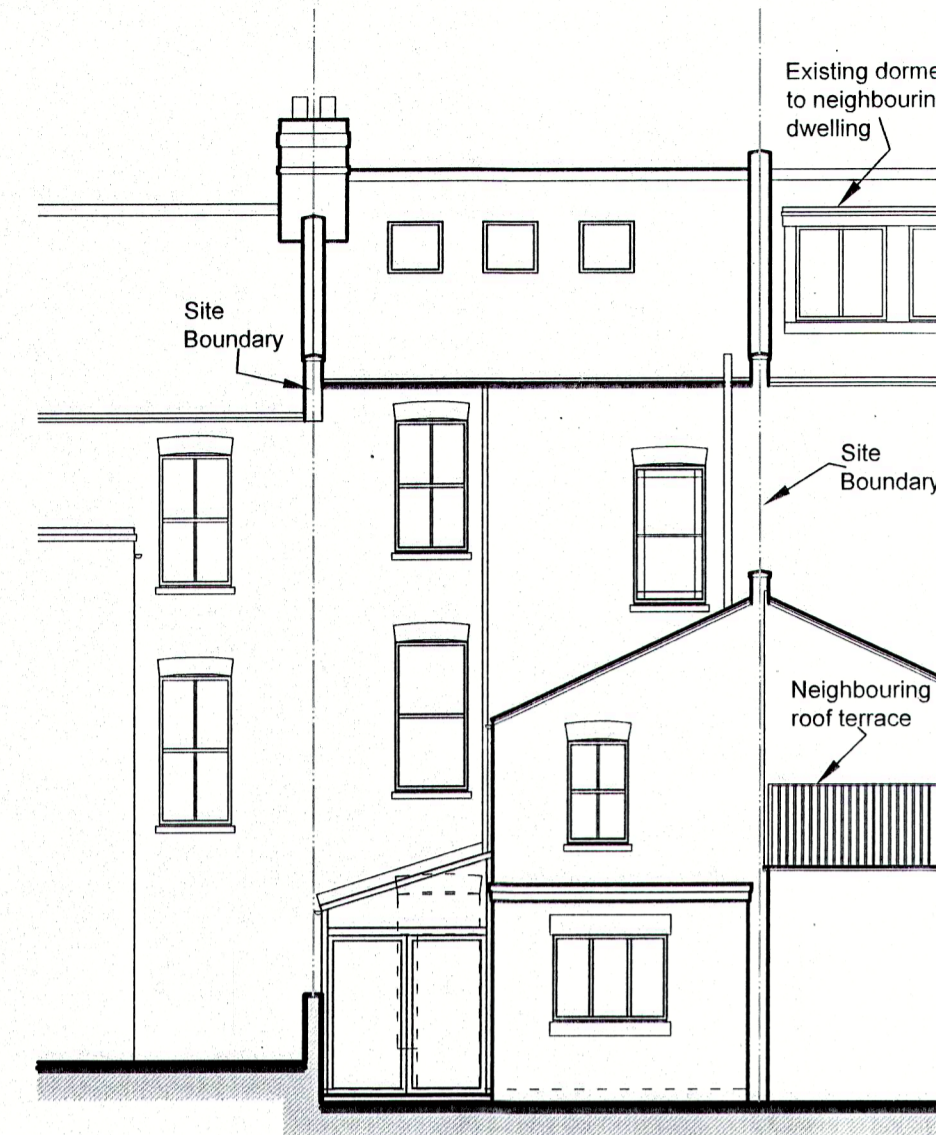 Existing dorme
to neighbourin
dwelling
Site
Boundary
Site
Boundary
Neighbouring
roof terrace